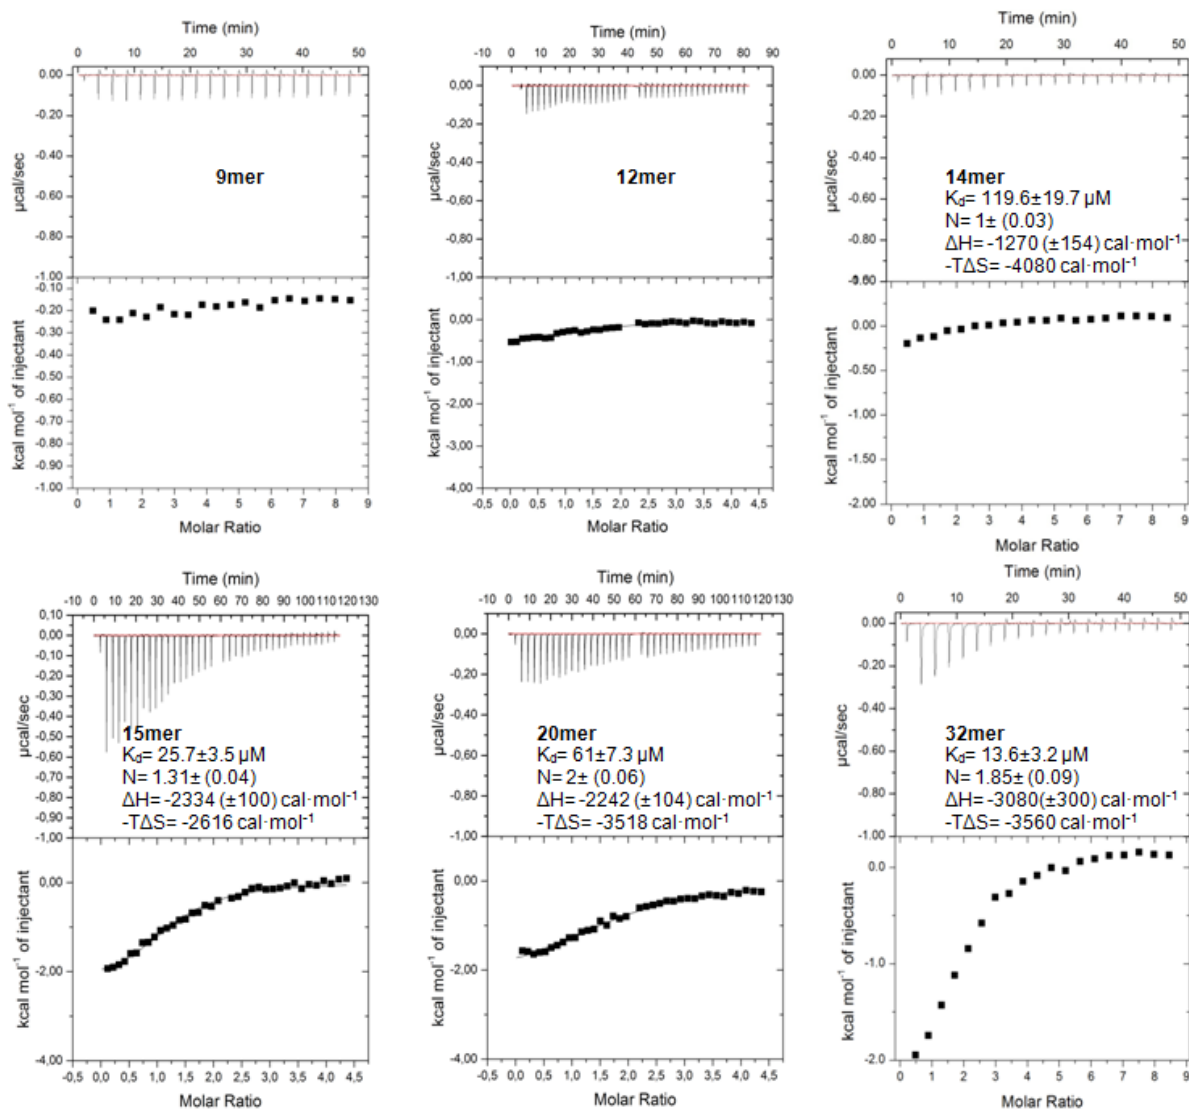 Time (min)
0 10 20 30 40 50
0.00
-0.20
-0.40
-0.60
-0.80
-1.00
µcal/sec
9mer
-0.10
-0.20
-0.30
-0.40
-0.50
-0.60
-0.70
-0.80
-0.90
-1.00
kcal mol⁻¹ of injectant
0 1 2 3 4 5 6 7 8 9
Molar Ratio
Time (min)
-10 0 10 20 30 40 50 60 70 80 90
0.00
-0.20
-0.40
-0.60
-0.80
-1.00
µcal/sec
12mer
0.00
-1.00
-2.00
-3.00
-4,00
kcal mol⁻¹ of injectant
-0,5 0,0 0,5 1,0 1,5 2,0 2,5 3,0 3,5 4,0 4,5
Molar Ratio
Time (min)
0 10 20 30 40 50
0.00
-0.20
-0.40
-0.60
-0.80
µcal/sec
14mer
Kd= 119.6±19.7 µM
N= 1± (0.03)
ΔH= -1270 (±154) cal·mol⁻¹
-TΔS= -4080 cal·mol⁻¹
0.00
-0.50
-1.00
-1.50
-2.00
kcal mol⁻¹ of injectant
0 1 2 3 4 5 6 7 8 9
Molar Ratio
Time (min)
-10 0 10 20 30 40 50 60 70 80 90 100 110 120 130
0,10
0,00
-0,10
-0,20
-0,30
-0,40
-0,50
-0,60
-0,70
-0,80
-0,90
-1,00
µcal/sec
15mer
Kd= 25.7±3.5 µM
N= 1.31± (0.04)
ΔH= -2334 (±100) cal·mol⁻¹
-TΔS= -2616 cal·mol⁻¹
0,00
-2,00
-4,00
kcal mol⁻¹ of injectant
-0,5 0,0 0,5 1,0 1,5 2,0 2,5 3,0 3,5 4,0 4,5
Molar Ratio
Time (min)
-10 0 10 20 30 40 50 60 70 80 90 100 110 120 130
0,00
-0,20
-0,40
-0,60
-0,80
-1,00
µcal/sec
20mer
Kd= 61±7.3 µM
N= 2± (0.06)
ΔH= -2242 (±104) cal·mol⁻¹
-TΔS= -3518 cal·mol⁻¹
0,00
-2,00
-4,00
kcal mol⁻¹ of injectant
-0,5 0,0 0,5 1,0 1,5 2,0 2,5 3,0 3,5 4,0 4,5
Molar Ratio
Time (min)
0 10 20 30 40 50
0.00
-0.20
-0.40
-0.60
-0.80
-1.00
µcal/sec
32mer
Kd= 13.6±3.2 µM
N= 1.85± (0.09)
ΔH= -3080(±300) cal·mol⁻¹
-TΔS= -3560 cal·mol⁻¹
0.0
-1.0
-2.0
kcal mol⁻¹ of injectant
0 1 2 3 4 5 6 7 8 9
Molar Ratio